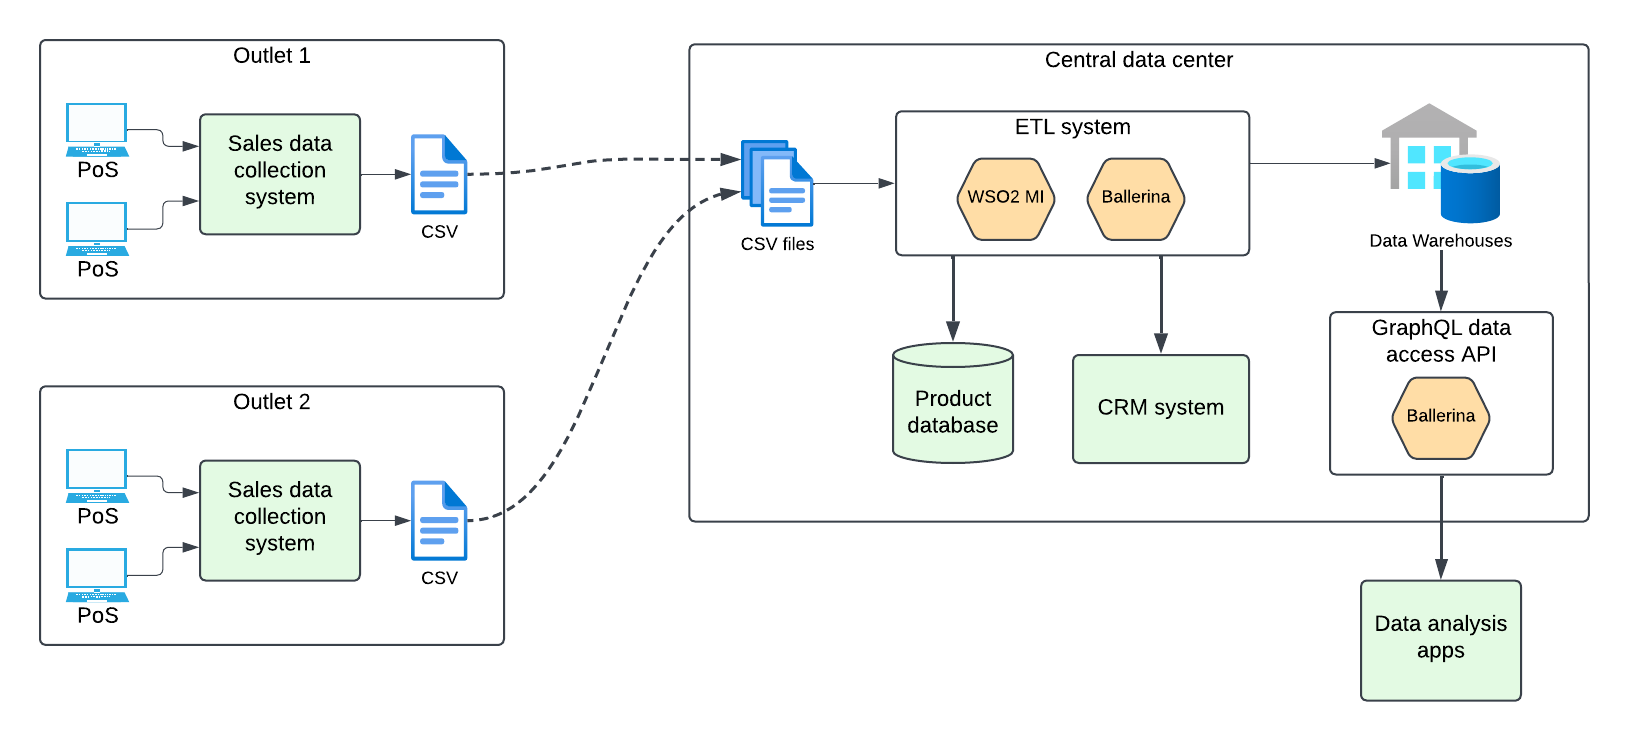 Outlet 1
PoS
PoS
Sales data
collection
system
CSV
Outlet 2
PoS
PoS
Sales data
collection
system
CSV
Central data center
CSV files
ETL system
WSO2 MI
Ballerina
Product
database
CRM system
Data Warehouses
GraphQL data
access API
Ballerina
Data analysis
apps